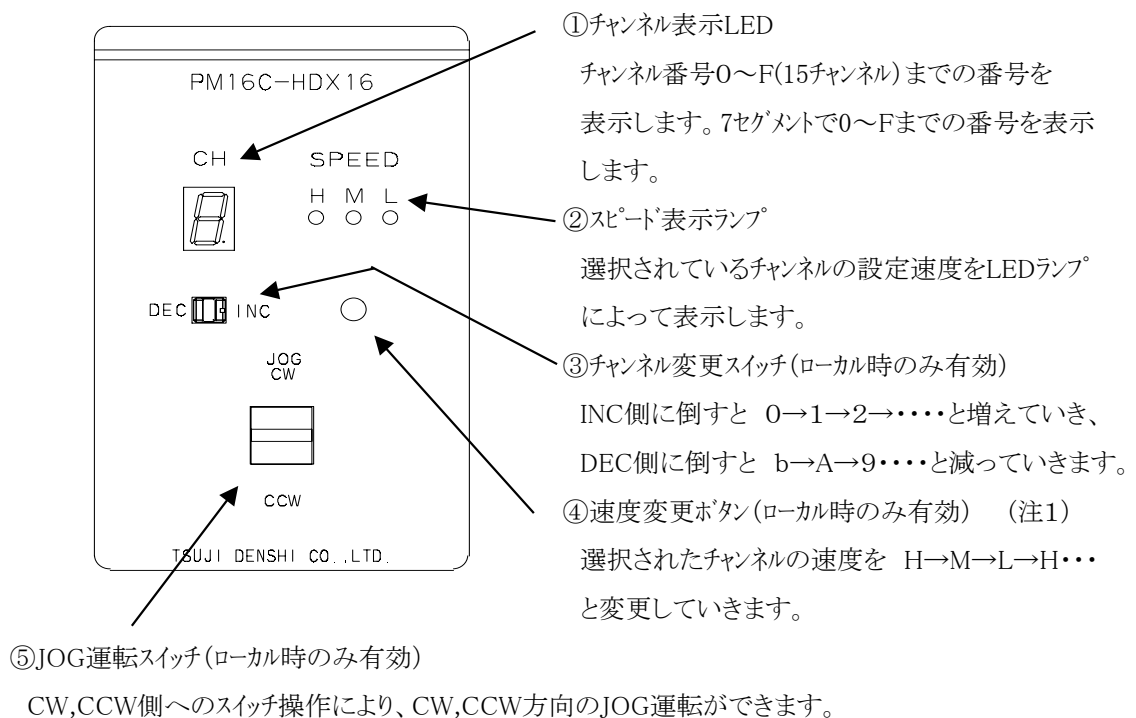 PM16C-HDX16
CH
SPEED
H M L
DEC
INC
JOG
CW
CCW
TSUJI DENSHI CO.,LTD.
①チャンネル表示LED
チャンネル番号0～F(15チャンネル)までの番号を
表示します。7セグメントで0～Fまでの番号を表示
します。
②スピード表示ランプ
選択されているチャンネルの設定速度をLEDランプ
によって表示します。
③チャンネル変更スイッチ(ローカル時のみ有効)
INC側に倒すと 0→1→2→・・・・と増えていき、
DEC側に倒すと b→A→9・・・・と減っていきます。
④速度変更ボタン(ローカル時のみ有効) (注1)
選択されたチャンネルの速度を H→M→L→H・・・
と変更していきます。
⑤JOG運転スイッチ(ローカル時のみ有効)
CW,CCW側へのスイッチ操作により、CW,CCW方向のJOG運転ができます。